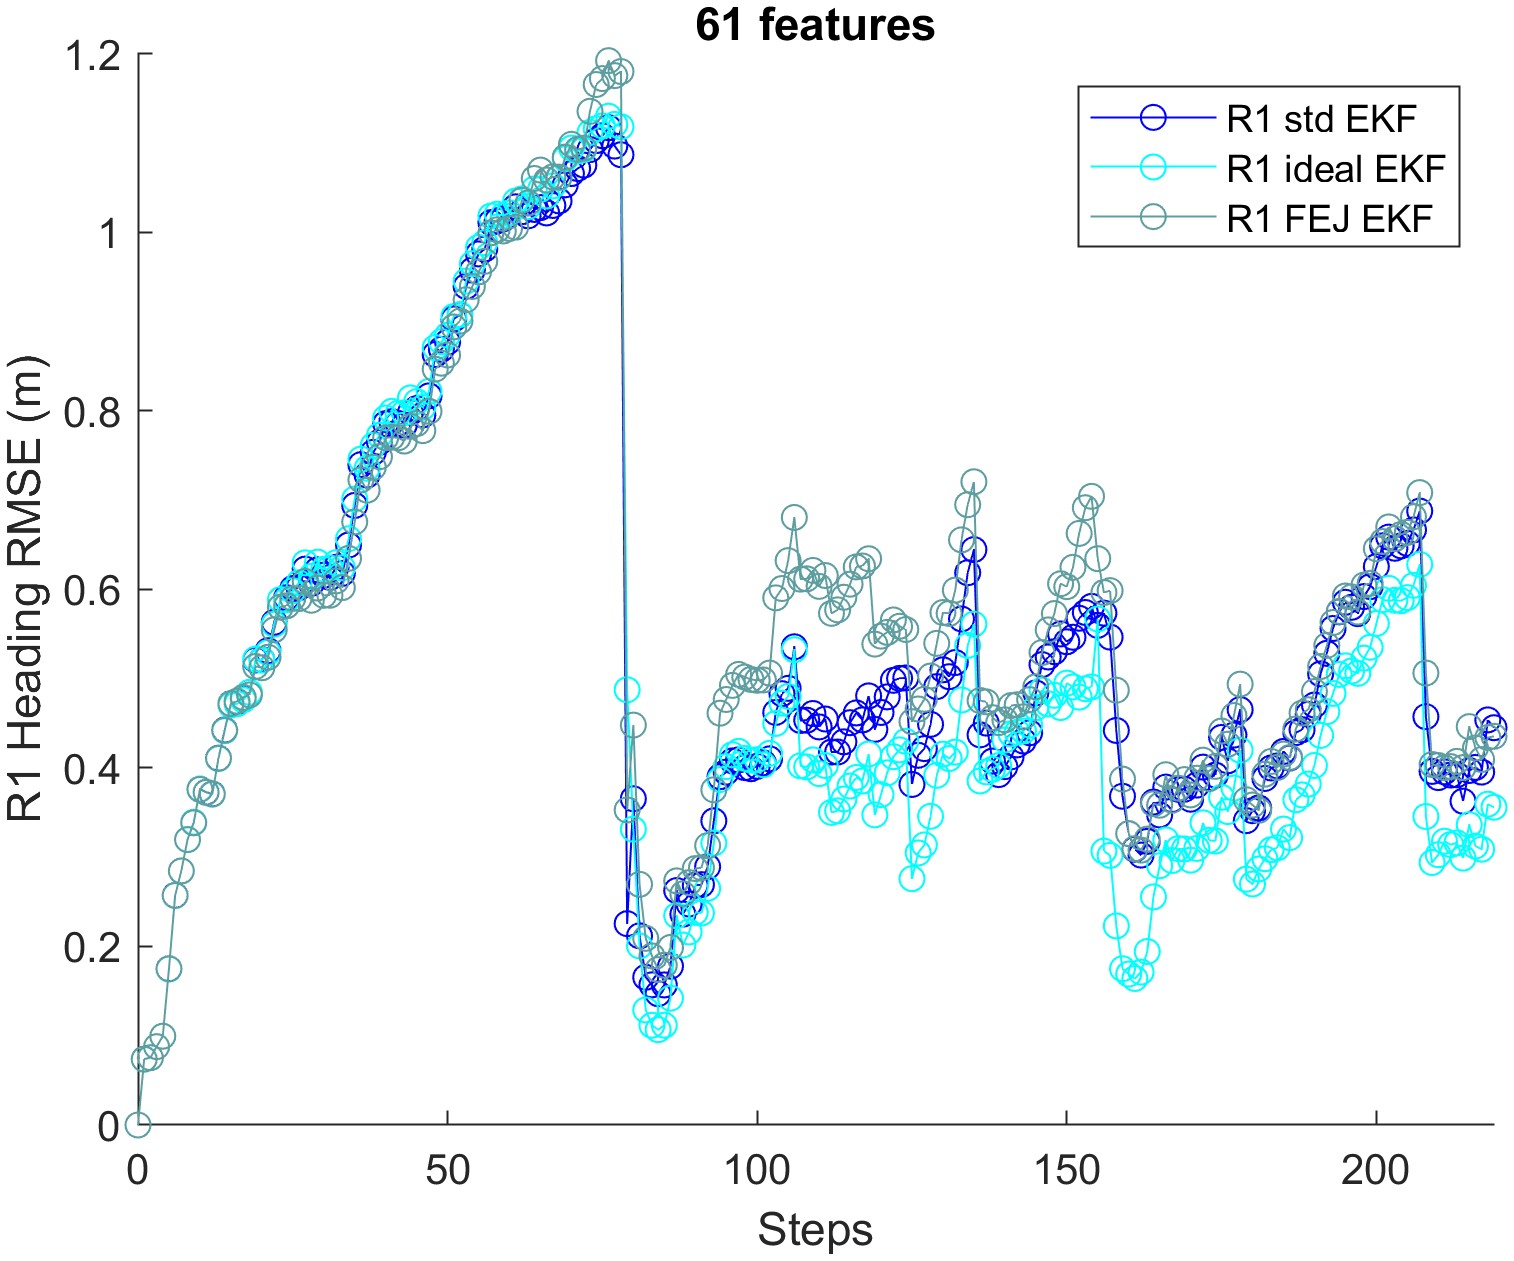 61 features
R1 std EKF
R1 ideal EKF
R1 FEJ EKF
R1 Heading RMSE (m)
1.2
1
0.8
0.6
0.4
0.2
0
0 50 100 150 200
Steps